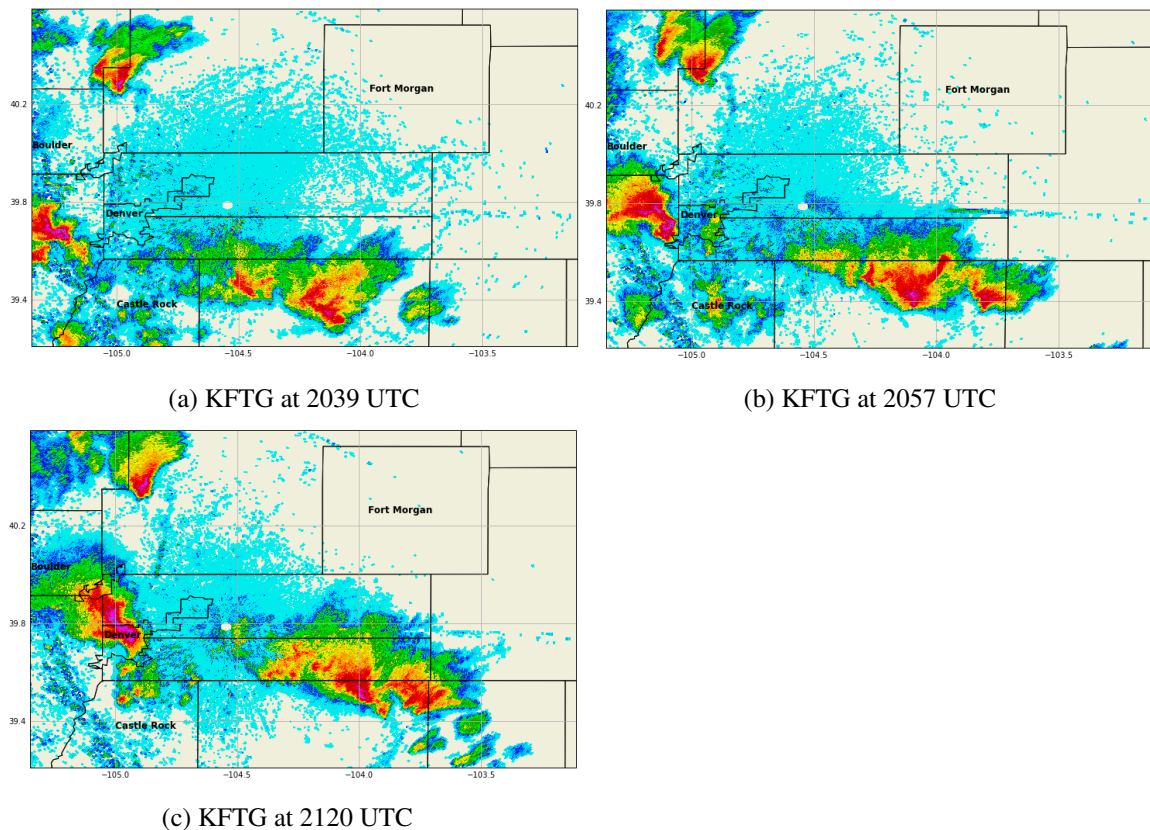 40.2
39.8
39.4
Boulder
Denver
Castle Rock
Fort Morgan
−105.0
−104.4
−104.0
−103.5
(a) KFTG at 2039 UTC
40.2
39.8
39.4
Boulder
Denver
Castle Rock
Fort Morgan
−105.0
−104.5
−104.0
−103.5
(b) KFTG at 2057 UTC
40.2
39.8
39.4
Boulder
Denver
Castle Rock
Fort Morgan
−105.0
−104.5
−104.0
−103.5
(c) KFTG at 2120 UTC